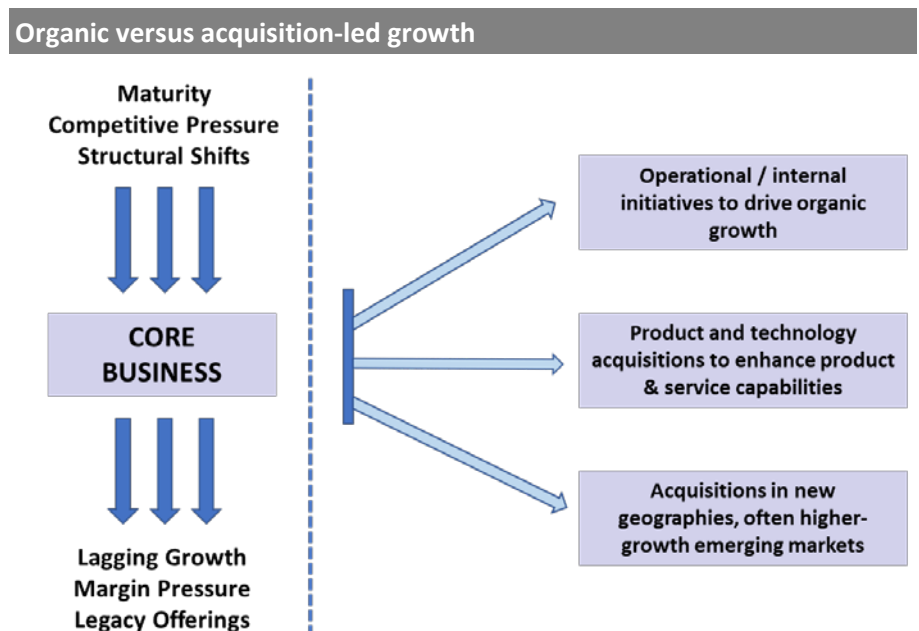 Organic versus acquisition-led growth
Maturity
Competitive Pressure
Structural Shifts
CORE
BUSINESS
Lagging Growth
Margin Pressure
Legacy Offerings
Operational / internal
initiatives to drive organic
growth
Product and technology
acquisitions to enhance product
& service capabilities
Acquisitions in new
geographies, often higher-
growth emerging markets